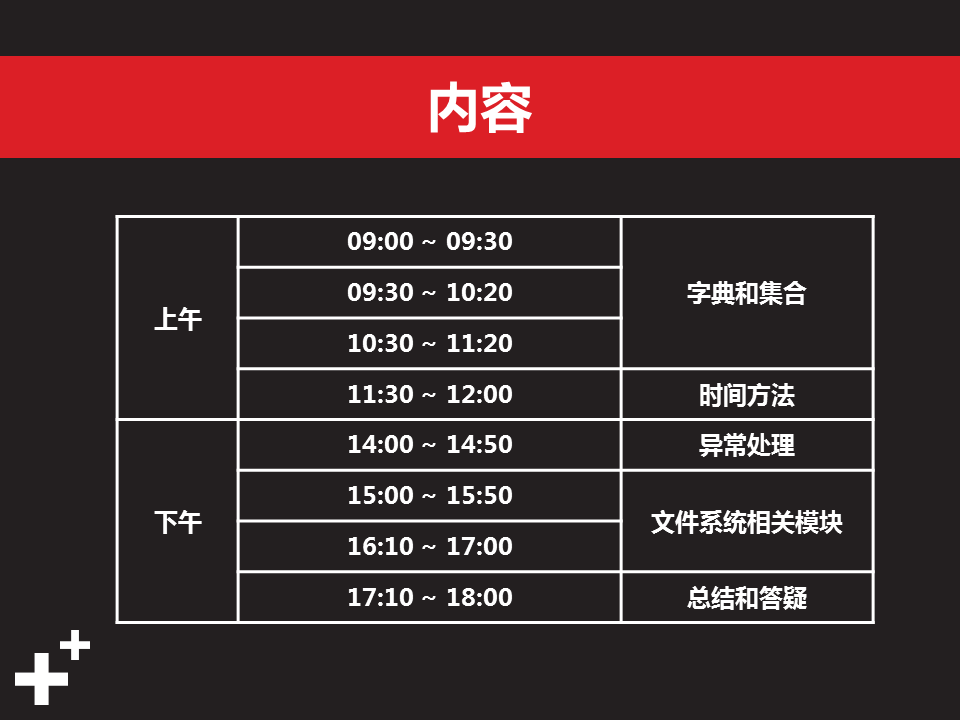 内容
上午
09:00 ~ 09:30
字典和集合
09:30 ~ 10:20
10:30 ~ 11:20
11:30 ~ 12:00
时间方法
下午
14:00 ~ 14:50
异常处理
15:00 ~ 15:50
文件系统相关模块
16:10 ~ 17:00
17:10 ~ 18:00
总结和答疑